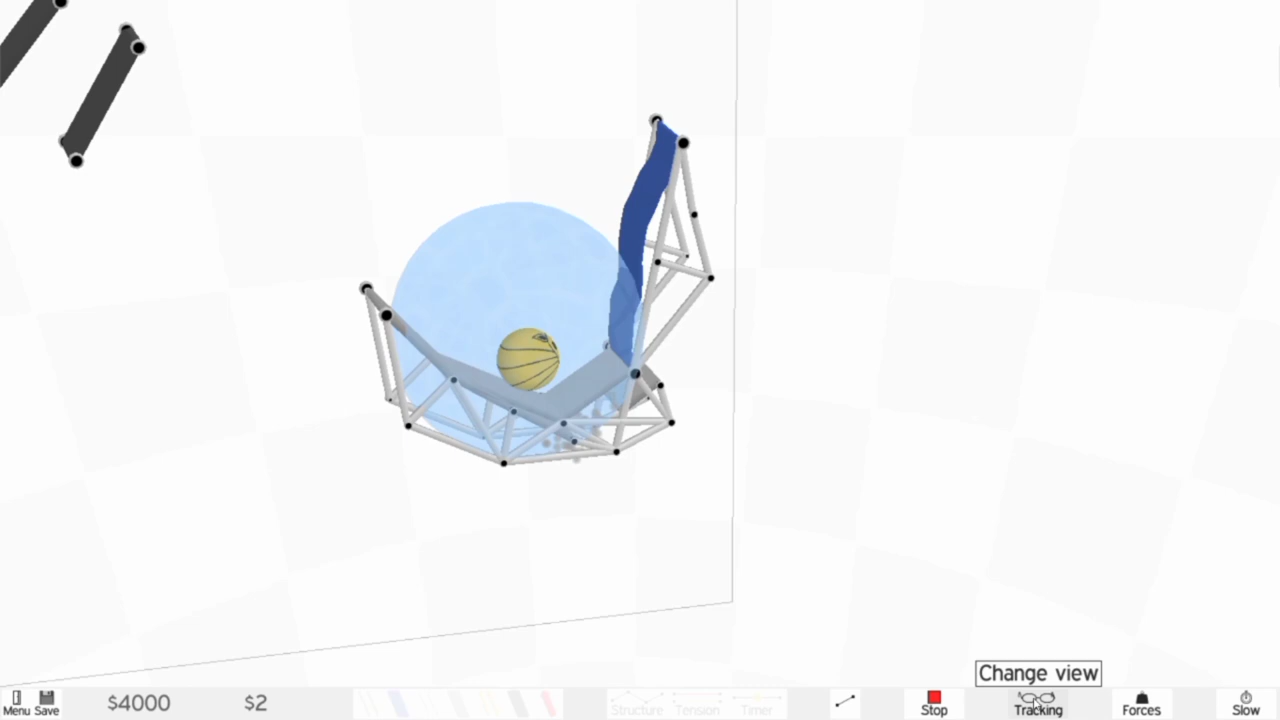 Change view
Menu Save $4000 $2 Structure Tension Timer Stop Tracking Forces Slow